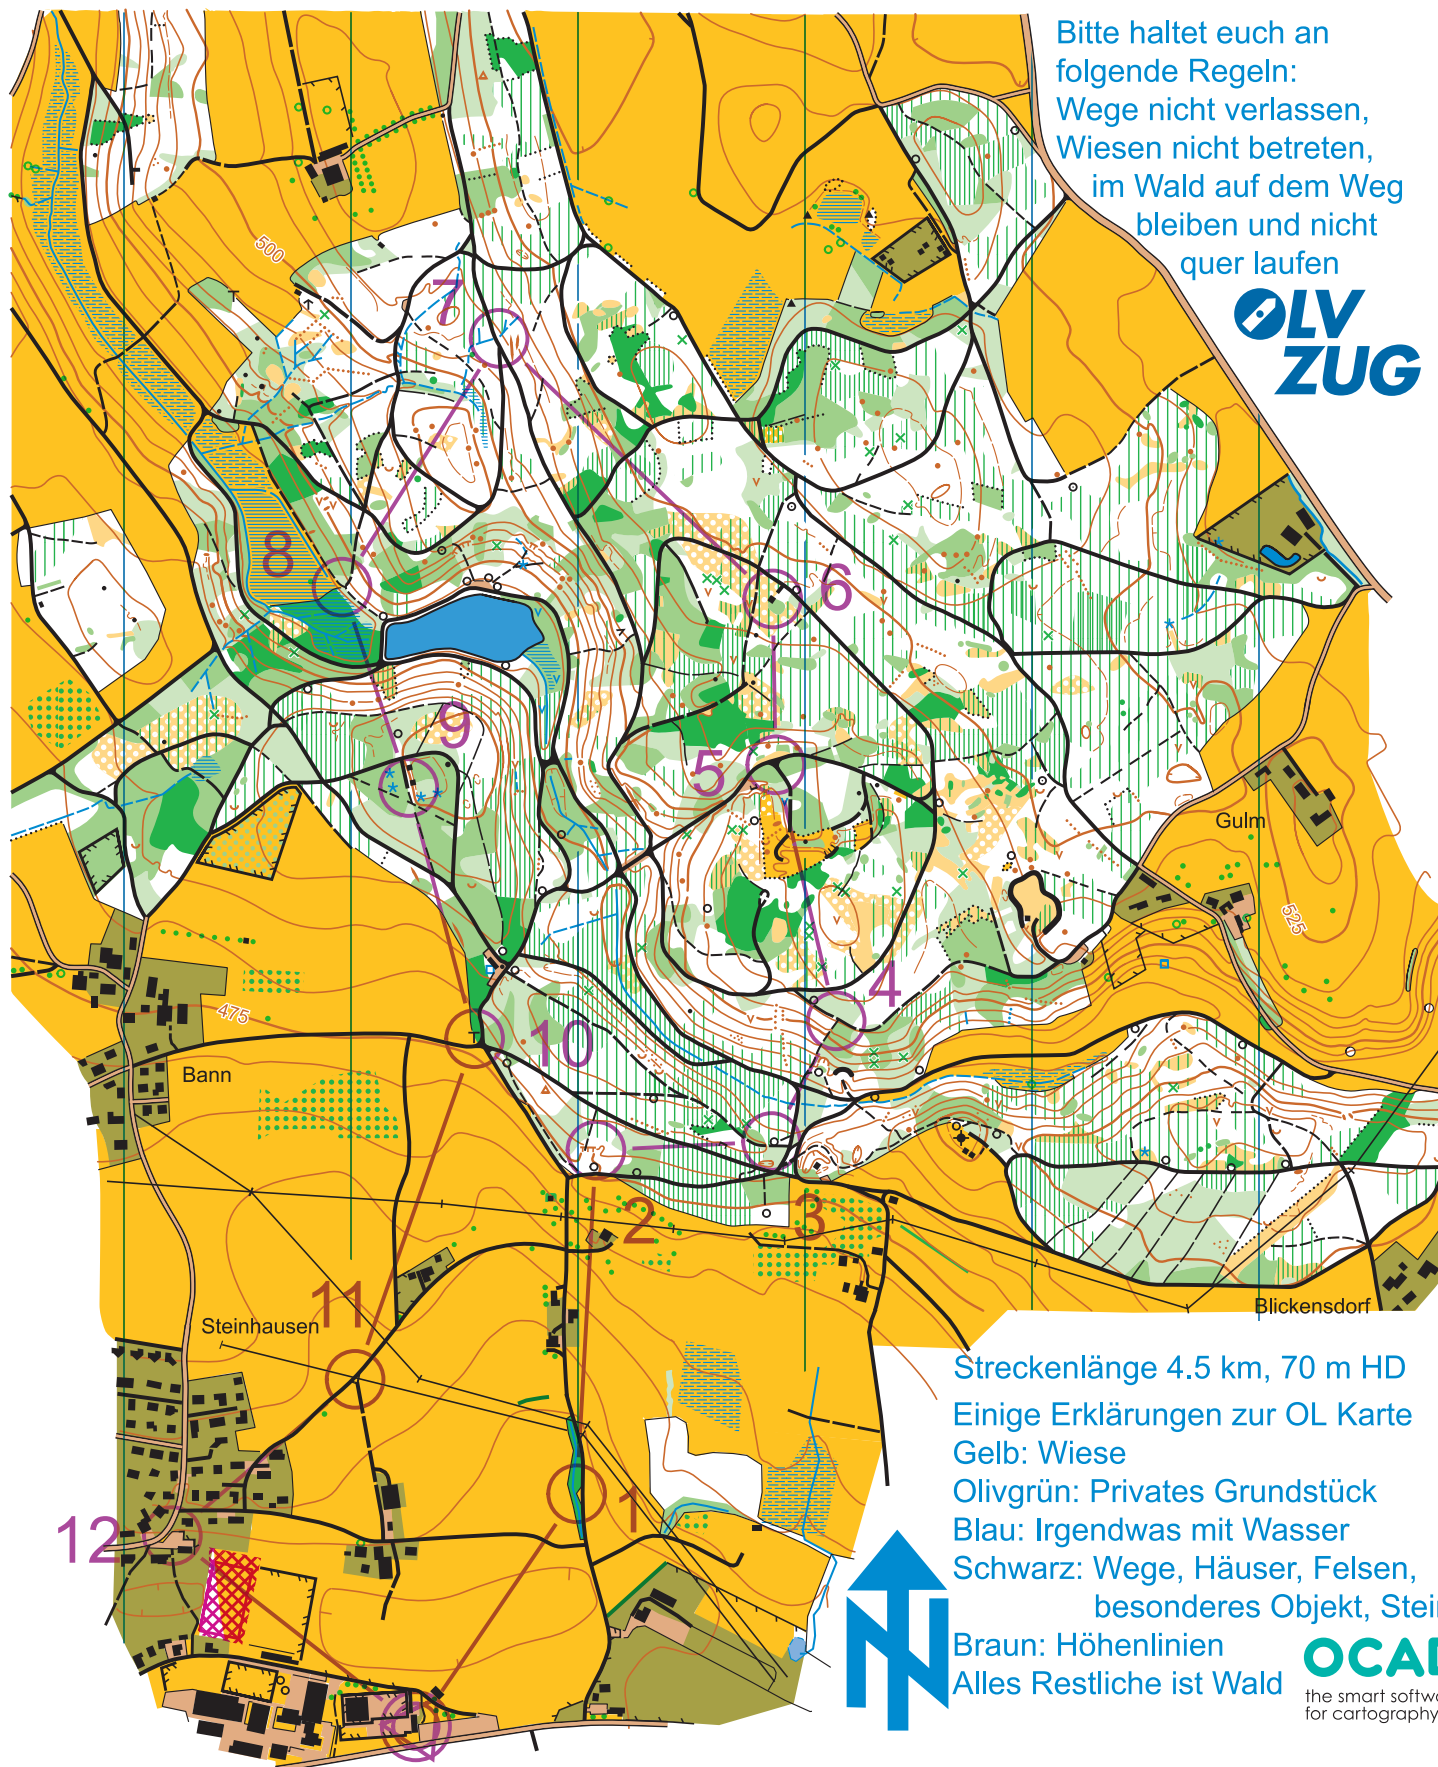 Bitte haltet euch an
folgende Regeln:
Wege nicht verlassen,
Wiesen nicht betreten,
im Wald auf dem Weg
bleiben und nicht
quer laufen
OLV
ZUG
500
7
8
6
9
5
Gulm
525
4
475
10
Bann
2
3
11
Steinhausen
Blickensdorf
1
12
Streckenlänge 4.5 km, 70 m HD
Einige Erklärungen zur OL Karte
Gelb: Wiese
Olivgrün: Privates Grundstück
Blau: Irgendwas mit Wasser
Schwarz: Wege, Häuser, Felsen,
besonderes Objekt, Stein
Braun: Höhenlinien
Alles Restliche ist Wald
N
OCAD
the smart softwa
for cartography